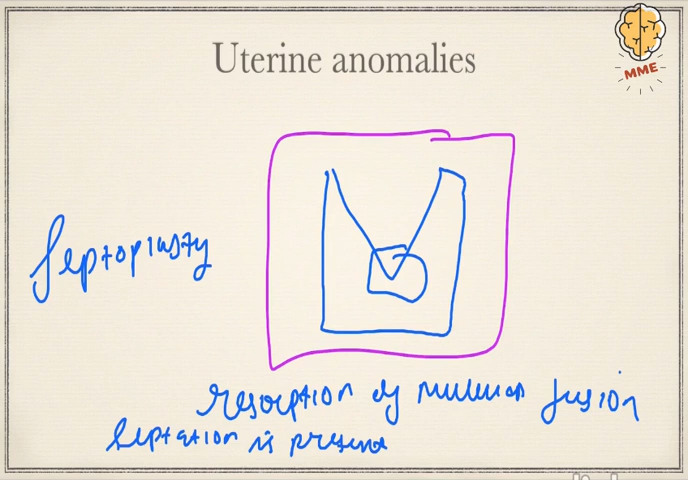 Uterine anomalies
MME
Septoplasty
resorption of mullerian fusion
Septation is present